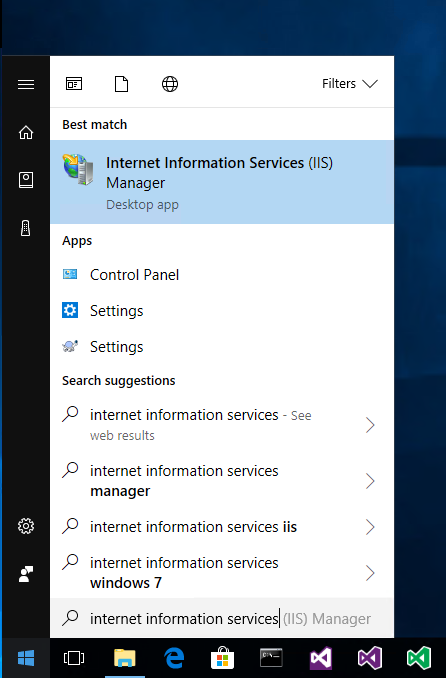 Filters
Best match
Internet Information Services (IIS)
Manager
Desktop app
Apps
Control Panel
Settings
Settings
Search suggestions
internet information services - See
web results
internet information services
manager
internet information services iis
internet information services
windows 7
internet information services (IIS) Manager